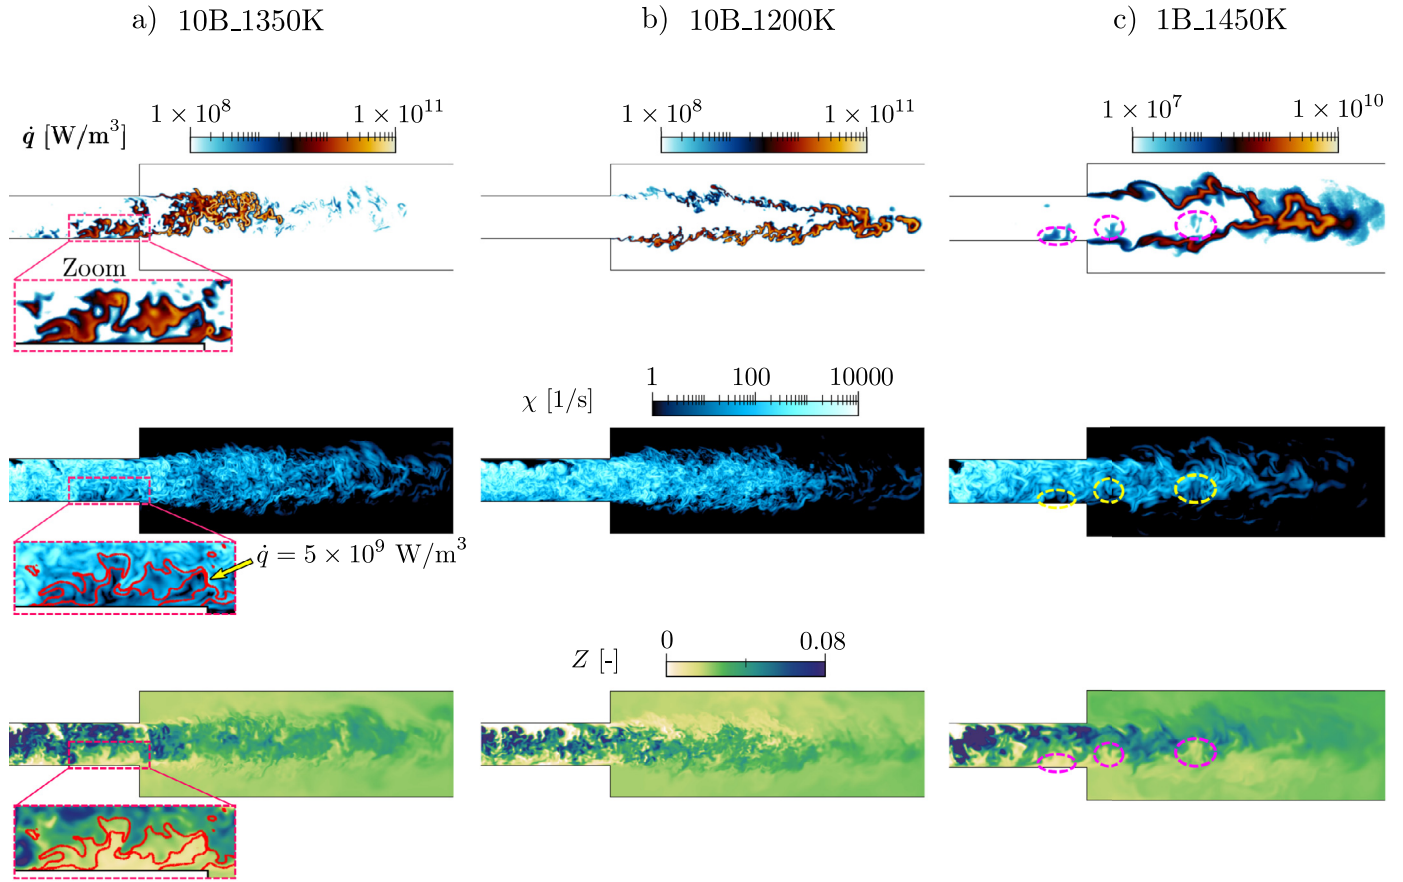 a) 10B_1350K
b) 10B_1200K
c) 1B_1450K
1 × 10⁸ 1 × 10¹¹
1 × 10⁸ 1 × 10¹¹
1 × 10⁷ 1 × 10¹⁰
q̇ [W/m³]
Zoom
χ [1/s]
1 100 10000
q̇ = 5 × 10⁹ W/m³
Z [-]
0 0.08